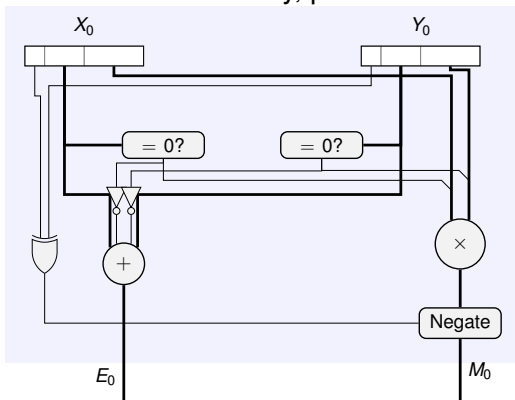 X₀ Y₀
= 0? = 0?
+ ×
Negate
E₀ M₀